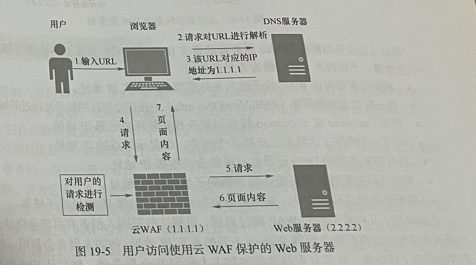 用户
浏览器
DNS服务器
1.输入URL
2.请求对URL进行解析
3.该URL对应的IP
地址为1.1.1.1
4.
请
求
7.
页
面
内
容
对用户的
请求进行
检测
5.请求
6.页面内容
云WAF（1.1.1.1）
Web服务器（2.2.2.2）
图 19-5 用户访问使用云 WAF 保护的 Web 服务器